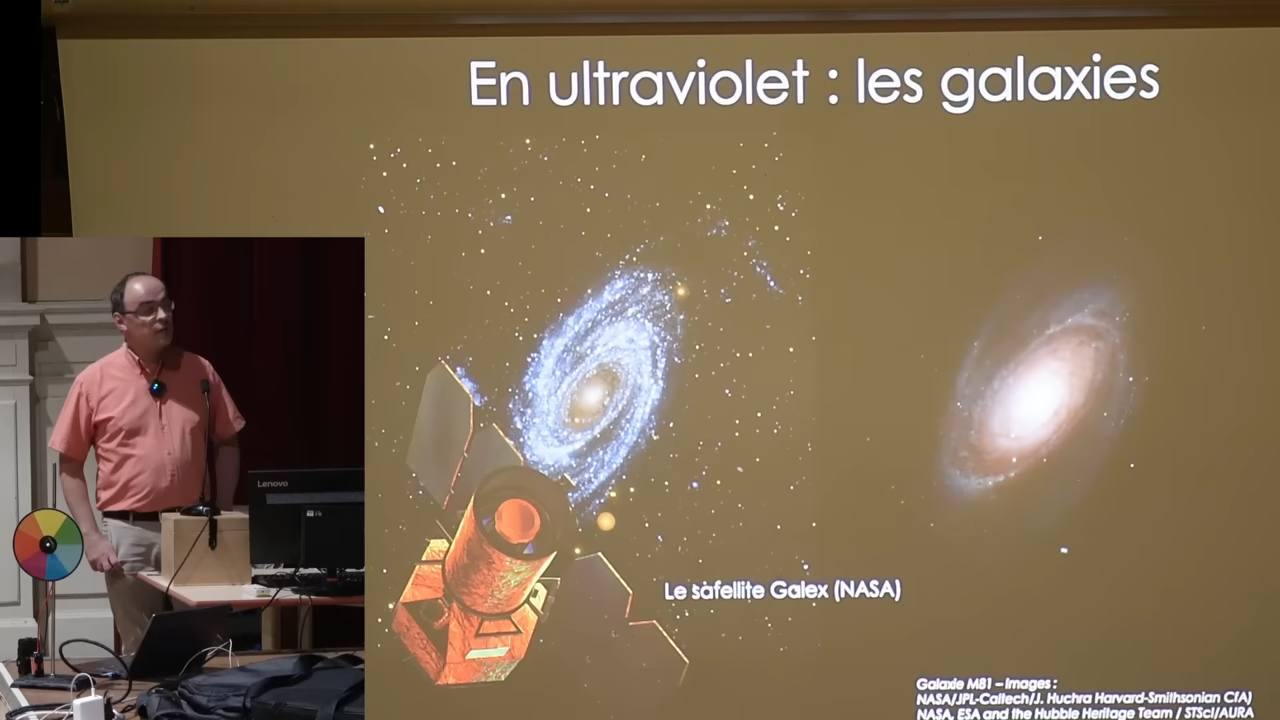 En ultraviolet : les galaxies
Lenovo
Le satellite Galex (NASA)
Galaxie M81 – Images :
NASA/JPL-Caltech/J. Huchra Harvard-Smithsonian CfA)
NASA, ESA and the Hubble Heritage Team / STScI/AURA